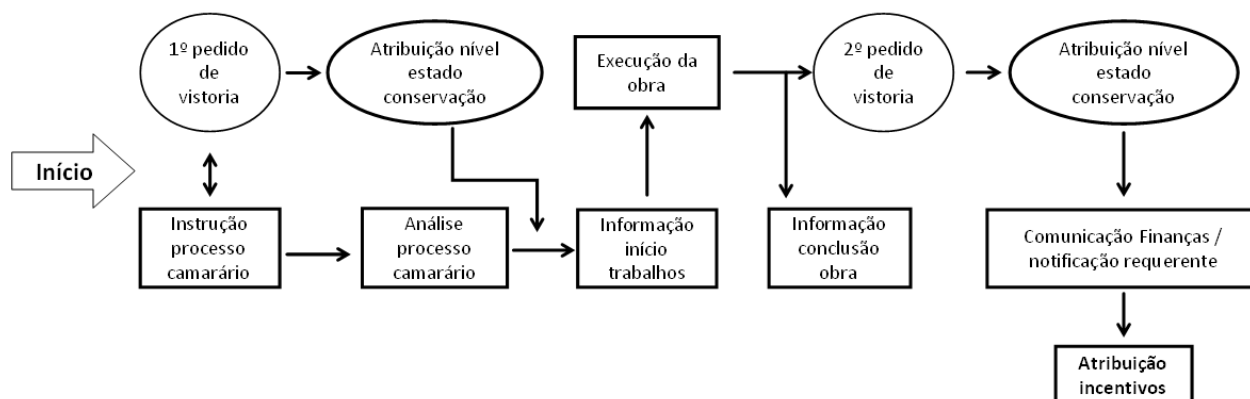 Início
1º pedido
de
vistoria
Atribuição nível
estado
conservação
Execução da
obra
2º pedido
de
vistoria
Atribuição nível
estado
conservação
Instrução
processo
camarário
Análise
processo
camarário
Informação
início
trabalhos
Informação
conclusão
obra
Comunicação Finanças /
notificação requerente
Atribuição
incentivos